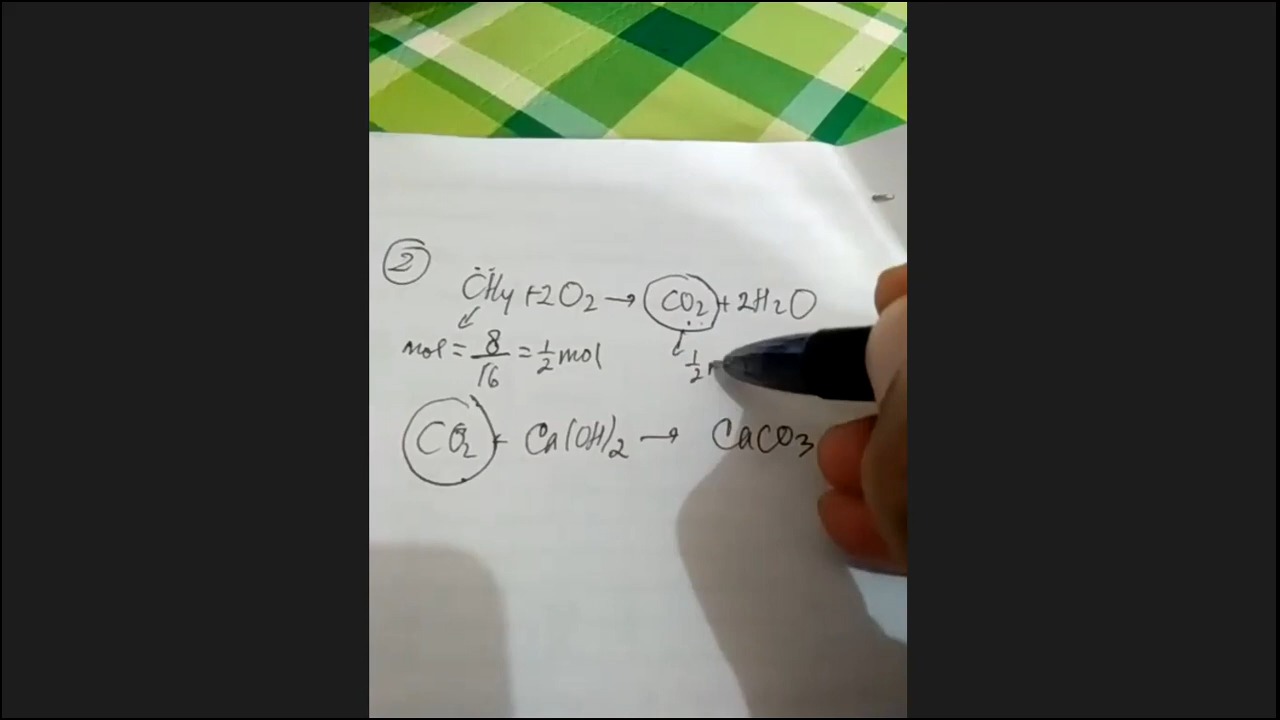 2
CH4 + 2O2 → CO2 + 2H2O
mol = 8/16 = 1/2 mol
1/2
CO2 + Ca(OH)2 → CaCO3